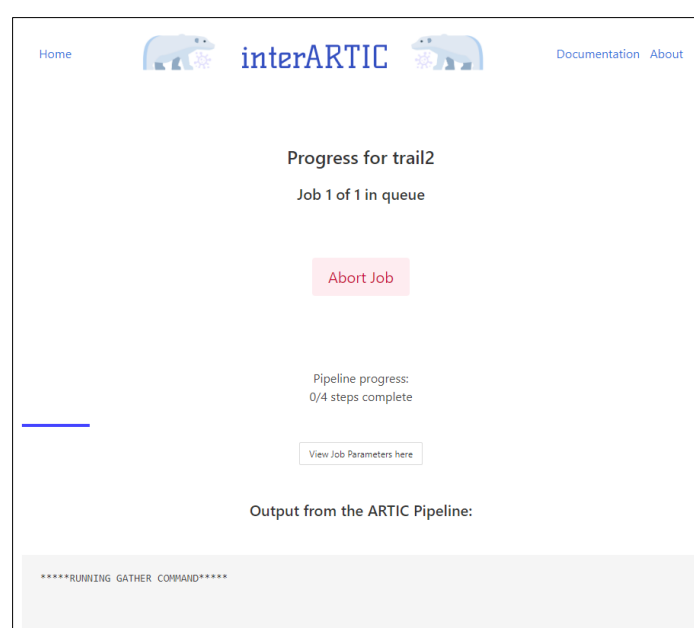 Home
interARTIC
Documentation About
Progress for trail2
Job 1 of 1 in queue
Abort Job
Pipeline progress:
0/4 steps complete
View Job Parameters here
Output from the ARTIC Pipeline:
*****RUNNING GATHER COMMAND*****